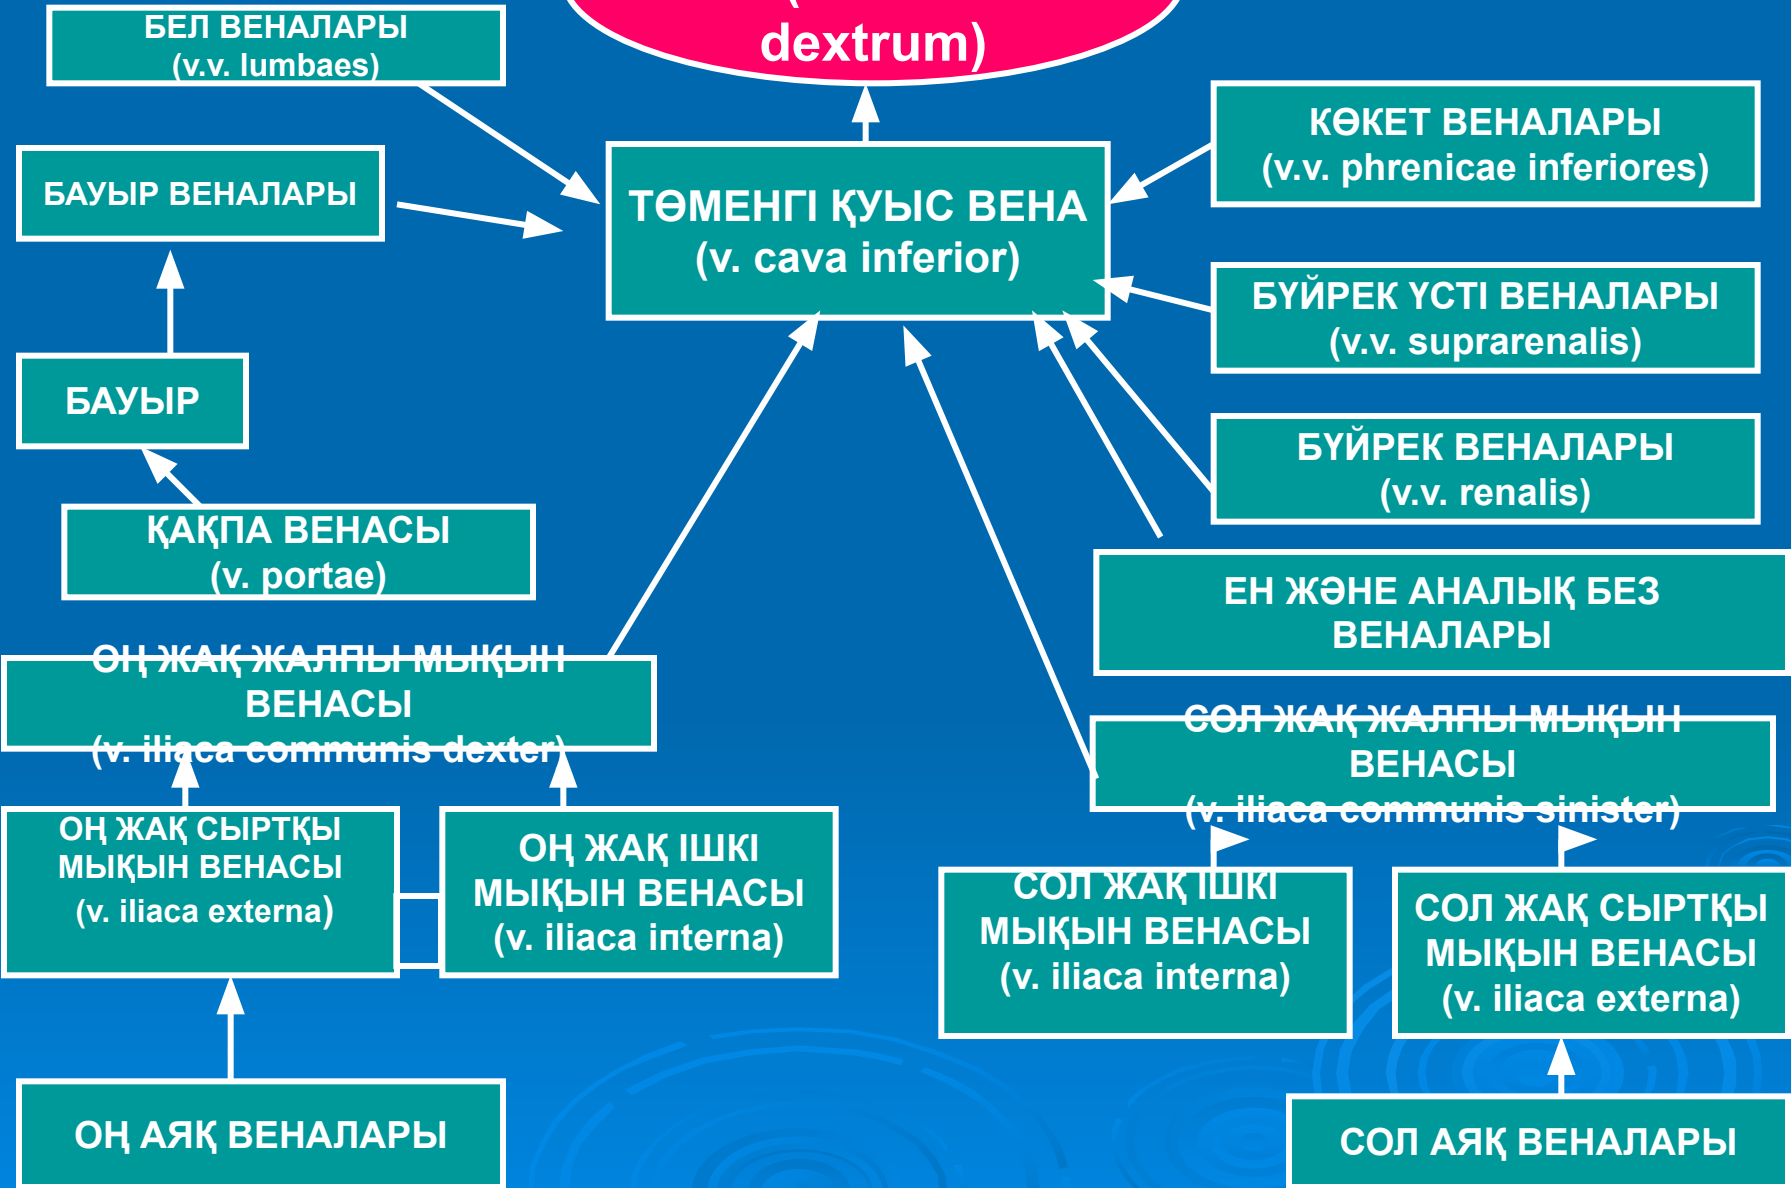 dextrum)
БЕЛ ВЕНАЛАРЫ
(v.v. lumbaes)
БАУЫР ВЕНАЛАРЫ
ТӨМЕНГІ ҚУЫС ВЕНА
(v. cava inferior)
КӨКЕТ ВЕНАЛАРЫ
(v.v. phrenicae inferiores)
БҮЙРЕК ҮСТІ ВЕНАЛАРЫ
(v.v. suprarenalis)
БАУЫР
БҮЙРЕК ВЕНАЛАРЫ
(v.v. renalis)
ҚАҚПА ВЕНАСЫ
(v. portae)
ЕН ЖӘНЕ АНАЛЫҚ БЕЗ
ВЕНАЛАРЫ
ОҢ ЖАҚ ЖАЛПЫ МЫҚЫН
ВЕНАСЫ
(v. iliaca communis dexter)
СОЛ ЖАҚ ЖАЛПЫ МЫҚЫН
ВЕНАСЫ
(v. iliaca communis sinister)
ОҢ ЖАҚ СЫРТҚЫ
МЫҚЫН ВЕНАСЫ
(v. iliaca externa)
ОҢ ЖАҚ ІШКІ
МЫҚЫН ВЕНАСЫ
(v. iliaca iпterna)
СОЛ ЖАҚ ІШКІ
МЫҚЫН ВЕНАСЫ
(v. iliaca interna)
СОЛ ЖАҚ СЫРТҚЫ
МЫҚЫН ВЕНАСЫ
(v. iliaca externa)
ОҢ АЯҚ ВЕНАЛАРЫ
СОЛ АЯҚ ВЕНАЛАРЫ